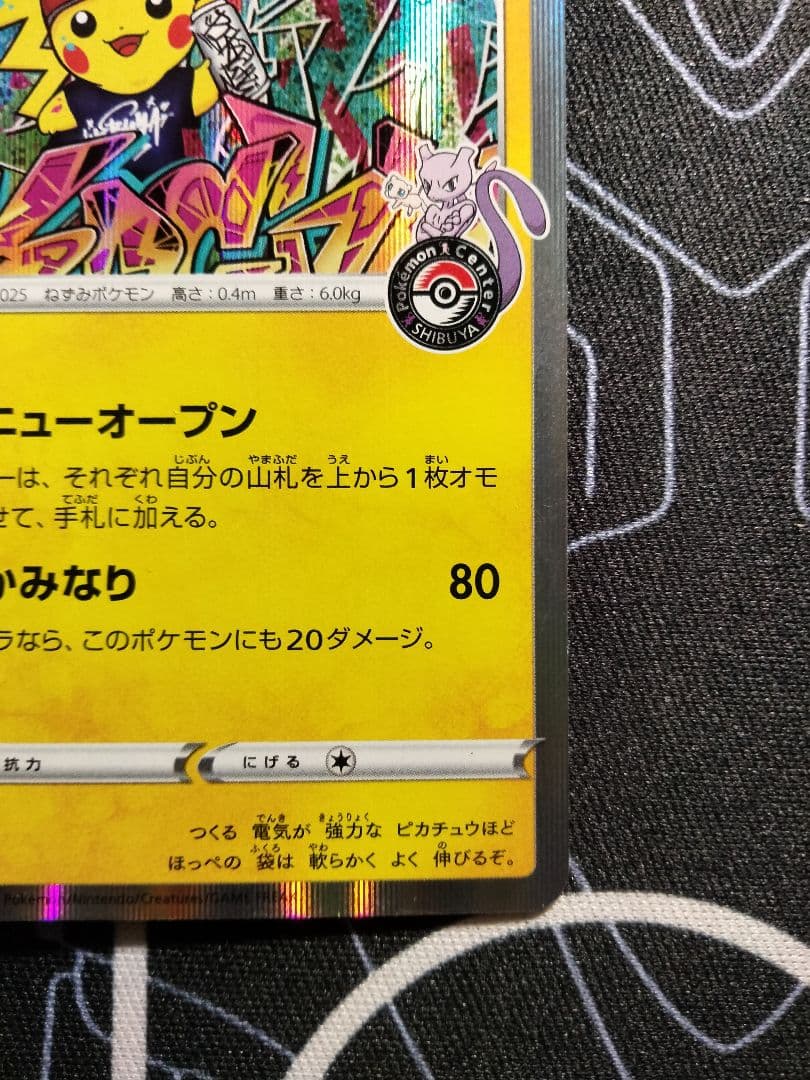 Pokémon Center
SHIBUYA
025 ねずみポケモン 高さ：0.4m 重さ：6.0kg
ニューオープン
ーは、それぞれ自分の山札を上から1枚オモ
せて、手札に加える。
かみなり 80
ラなら、このポケモンにも20ダメージ。
抗力 にげる
つくる 電気が 強力な ピカチュウほど
ほっぺの 袋は 軟らかく よく 伸びるぞ。
Pokémon/Nintendo/Creatures/GAME FREAK